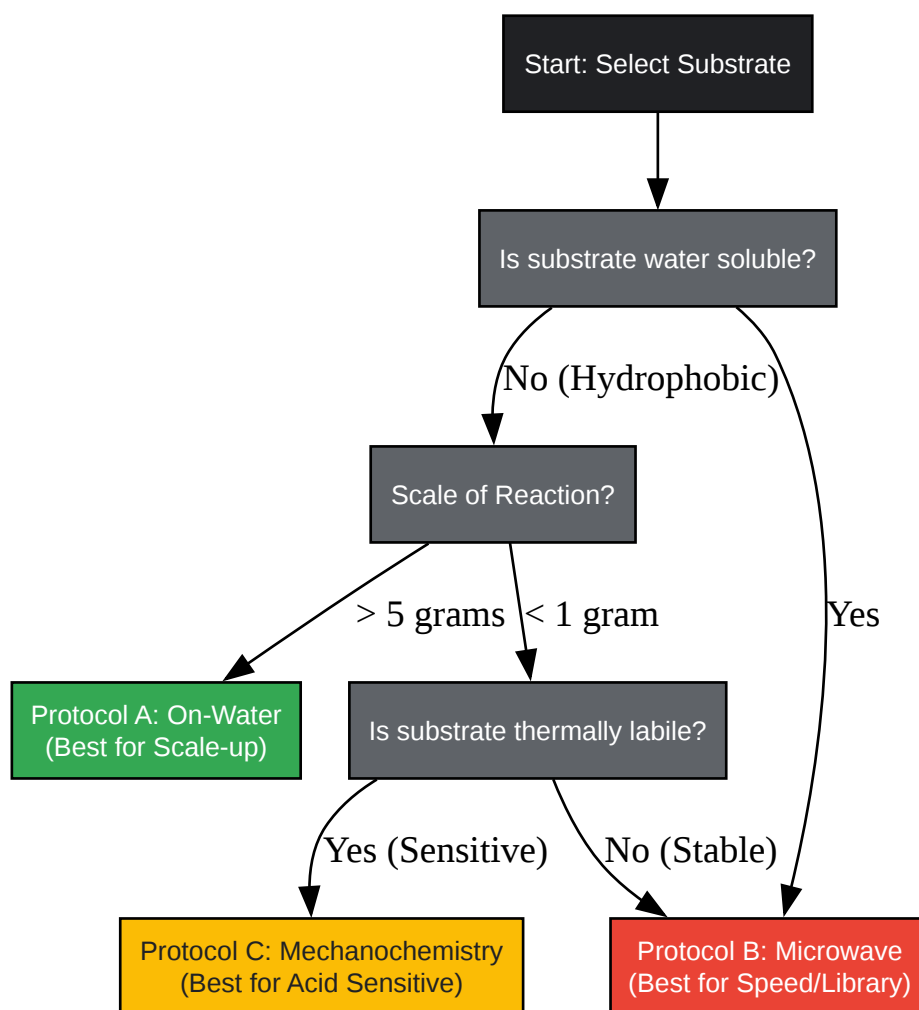 Start: Select Substrate
Is substrate water soluble?
No (Hydrophobic)
Scale of Reaction?
> 5 grams
< 1 gram
Yes
Protocol A: On-Water
(Best for Scale-up)
Is substrate thermally labile?
Yes (Sensitive)
No (Stable)
Protocol C: Mechanochemistry
(Best for Acid Sensitive)
Protocol B: Microwave
(Best for Speed/Library)